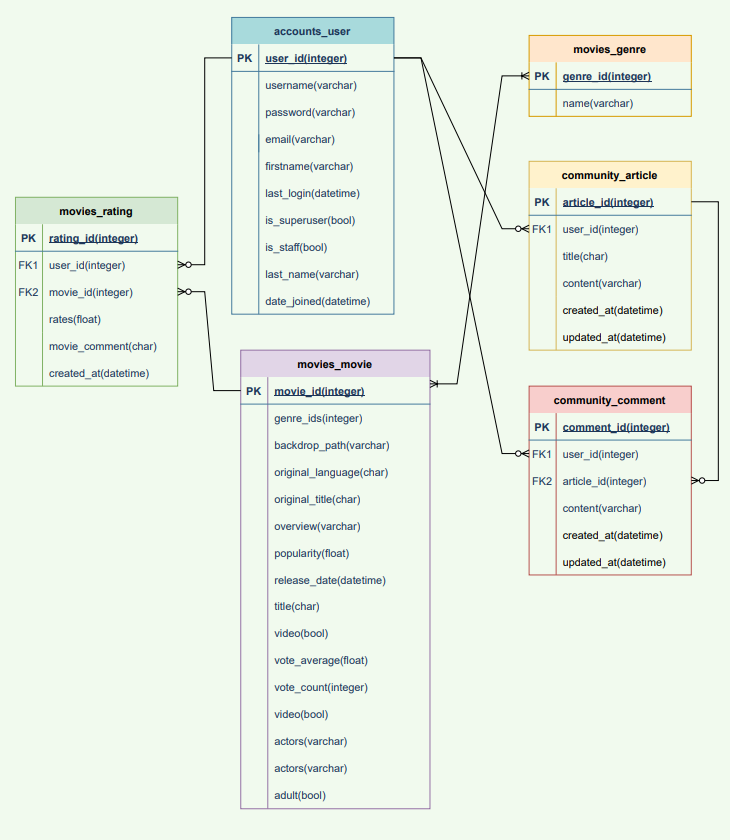 accounts_user
PK user_id(integer)
username(varchar)
password(varchar)
email(varchar)
firstname(varchar)
last_login(datetime)
is_superuser(bool)
is_staff(bool)
last_name(varchar)
date_joined(datetime)
movies_genre
PK genre_id(integer)
name(varchar)
community_article
PK article_id(integer)
FK1 user_id(integer)
title(char)
content(varchar)
created_at(datetime)
updated_at(datetime)
movies_rating
PK rating_id(integer)
FK1 user_id(integer)
FK2 movie_id(integer)
rates(float)
movie_comment(char)
created_at(datetime)
movies_movie
PK movie_id(integer)
genre_ids(integer)
backdrop_path(varchar)
original_language(char)
original_title(char)
overview(varchar)
popularity(float)
release_date(datetime)
title(char)
video(bool)
vote_average(float)
vote_count(integer)
video(bool)
actors(varchar)
actors(varchar)
adult(bool)
community_comment
PK comment_id(integer)
FK1 user_id(integer)
FK2 article_id(integer)
content(varchar)
created_at(datetime)
updated_at(datetime)